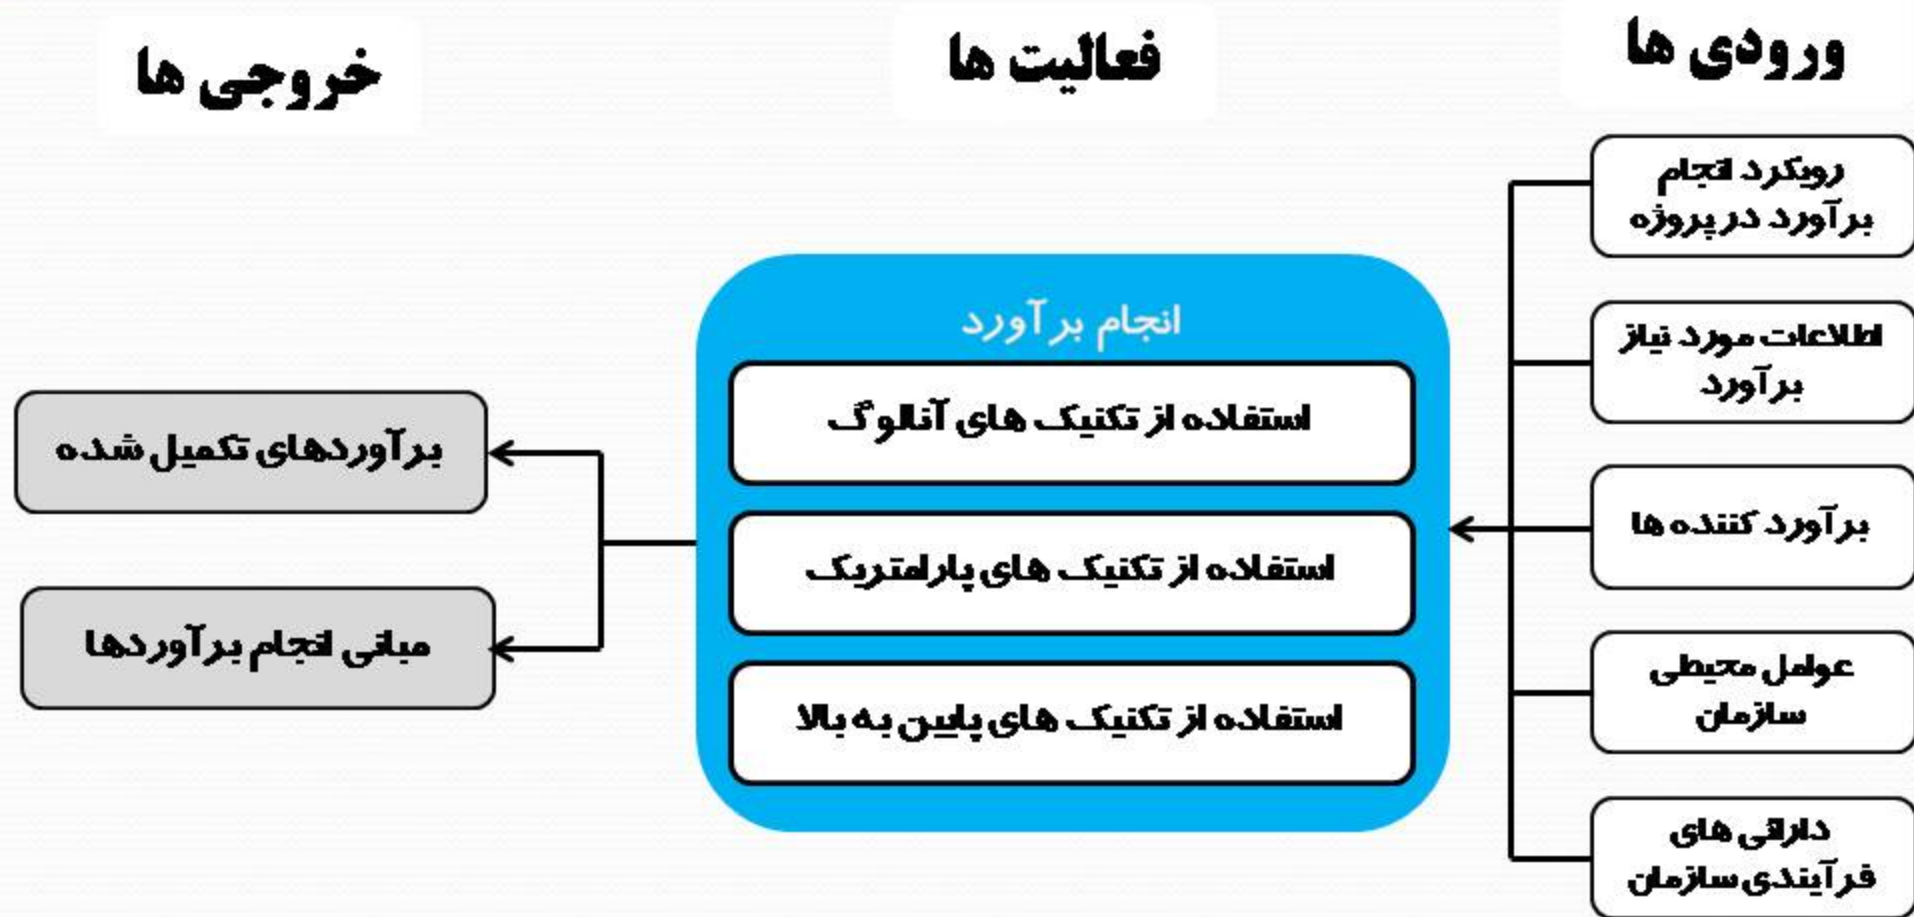 ورودی ها
فعالیت ها
خروجی ها
رویکرد انجام
برآورد در پروژه
اطلاعات مورد نیاز
برآورد
برآورد کننده ها
عوامل محیطی
سازمان
دارائی های
فرآیندی سازمان
انجام برآورد
استفاده از تکنیک های آنالوگ
استفاده از تکنیک های پارامتریک
استفاده از تکنیک های پایین به بالا
برآوردهای تکمیل شده
مبانی انجام برآوردها